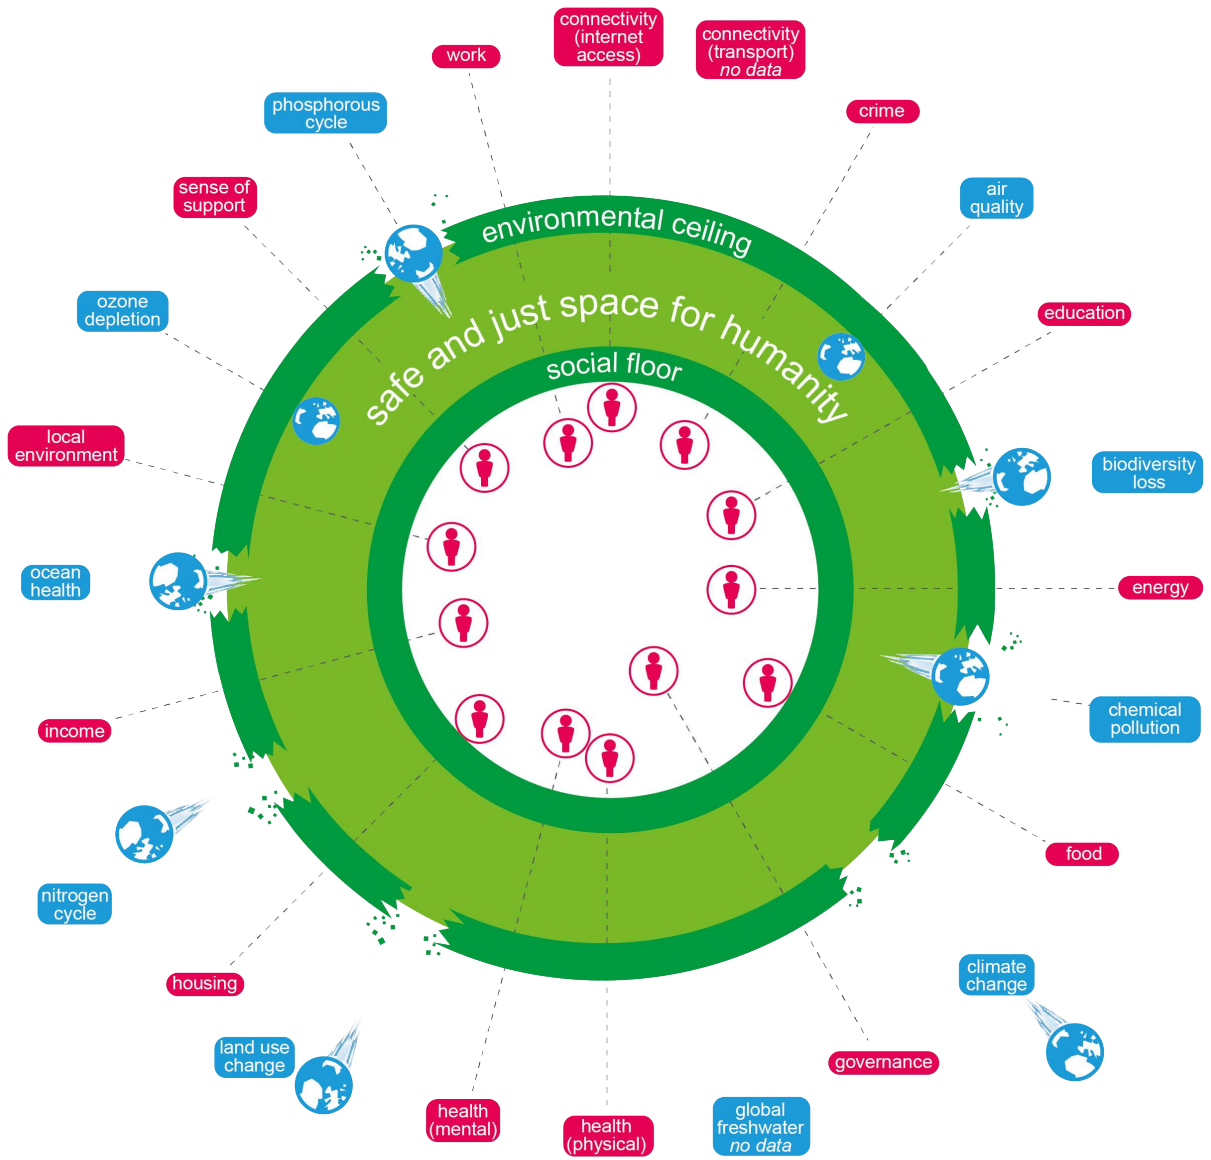 connectivity
(internet
access)
connectivity
(transport)
no data
work
phosphorous
cycle
crime
sense of
support
air
quality
environmental ceiling
safe and just space for humanity
social floor
ozone
depletion
education
local
environment
biodiversity
loss
ocean
health
energy
income
chemical
pollution
nitrogen
cycle
food
housing
climate
change
land use
change
governance
health
(mental)
health
(physical)
global
freshwater
no data